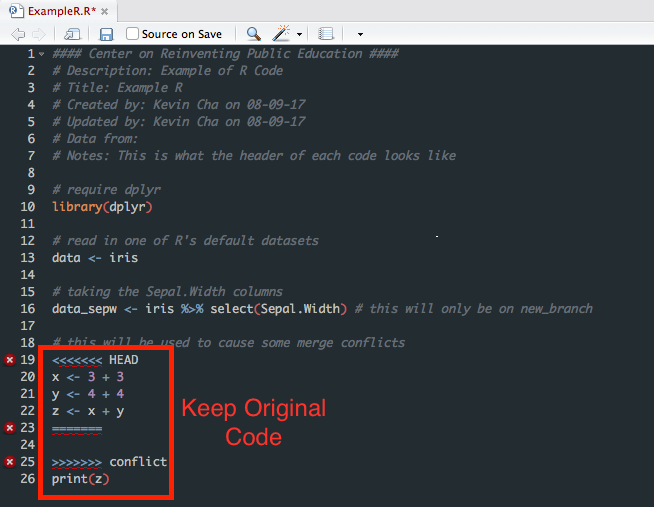 ExampleR.R*
Source on Save
1 #### Center on Reinventing Public Education ####
2 # Description: Example of R Code
3 # Title: Example R
4 # Created by: Kevin Cha on 08-09-17
5 # Updated by: Kevin Cha on 08-09-17
6 # Data from:
7 # Notes: This is what the header of each code looks like
8
9 # require dplyr
10 library(dplyr)
11
12 # read in one of R's default datasets
13 data <- iris
14
15 # taking the Sepal.Width columns
16 data_sepw <- iris %>% select(Sepal.Width) # this will only be on new_branch
17
18 # this will be used to cause some merge conflicts
19 <<<<<<< HEAD
20 x <- 3 + 3
21 y <- 4 + 4
22 z <- x + y
23 =======
24
25 >>>>>>> conflict
26 print(z)
Keep Original
Code